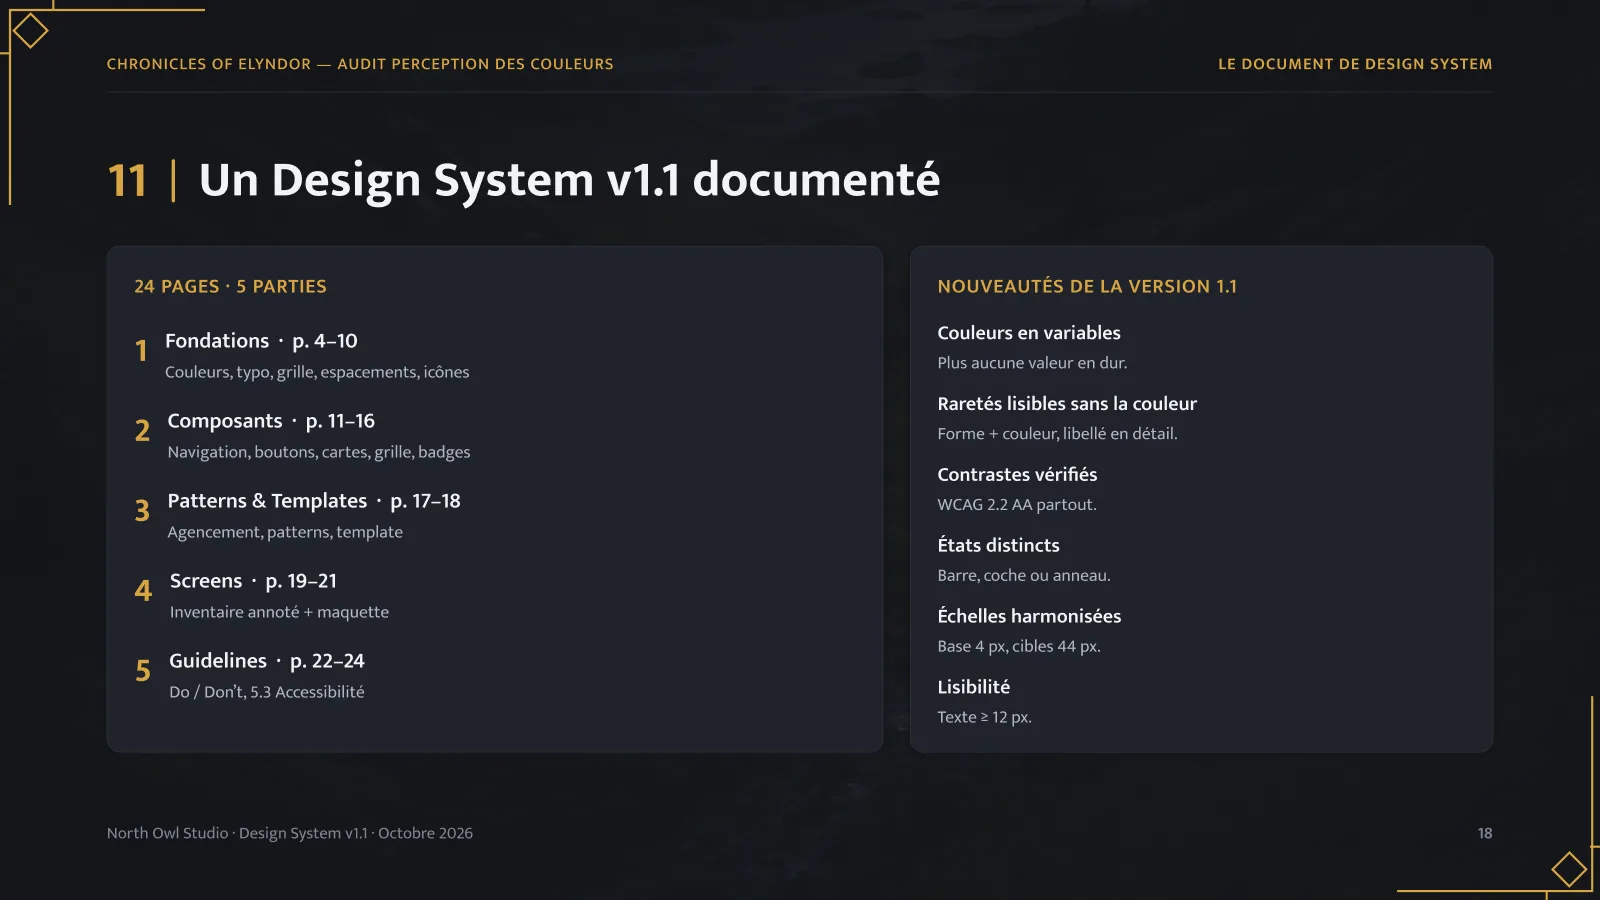 CHRONICLES OF ELYNDOR — AUDIT PERCEPTION DES COULEURS
LE DOCUMENT DE DESIGN SYSTEM
11 | Un Design System v1.1 documenté
24 PAGES · 5 PARTIES
1 Fondations · p. 4–10
Couleurs, typo, grille, espacements, icônes
2 Composants · p. 11–16
Navigation, boutons, cartes, grille, badges
3 Patterns & Templates · p. 17–18
Agencement, patterns, template
4 Screens · p. 19–21
Inventaire annoté + maquette
5 Guidelines · p. 22–24
Do / Don’t, 5.3 Accessibilité
NOUVEAUTÉS DE LA VERSION 1.1
Couleurs en variables
Plus aucune valeur en dur.
Raretés lisibles sans la couleur
Forme + couleur, libellé en détail.
Contrastes vérifiés
WCAG 2.2 AA partout.
États distincts
Barre, coche ou anneau.
Échelles harmonisées
Base 4 px, cibles 44 px.
Lisibilité
Texte ≥ 12 px.
North Owl Studio · Design System v1.1 · Octobre 2026
18